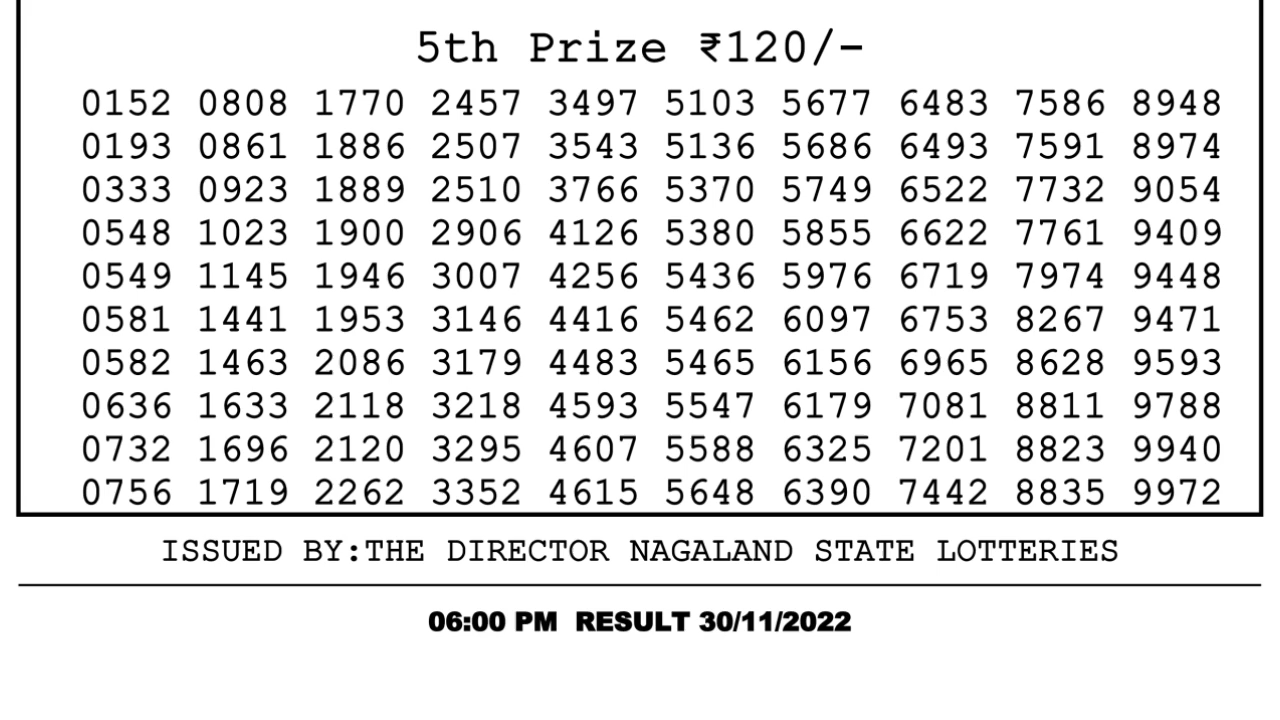 5th Prize ₹120/-
0152 0808 1770 2457 3497 5103 5677 6483 7586 8948
0193 0861 1886 2507 3543 5136 5686 6493 7591 8974
0333 0923 1889 2510 3766 5370 5749 6522 7732 9054
0548 1023 1900 2906 4126 5380 5855 6622 7761 9409
0549 1145 1946 3007 4256 5436 5976 6719 7974 9448
0581 1441 1953 3146 4416 5462 6097 6753 8267 9471
0582 1463 2086 3179 4483 5465 6156 6965 8628 9593
0636 1633 2118 3218 4593 5547 6179 7081 8811 9788
0732 1696 2120 3295 4607 5588 6325 7201 8823 9940
0756 1719 2262 3352 4615 5648 6390 7442 8835 9972
ISSUED BY:THE DIRECTOR NAGALAND STATE LOTTERIES
06:00 PM RESULT 30/11/2022